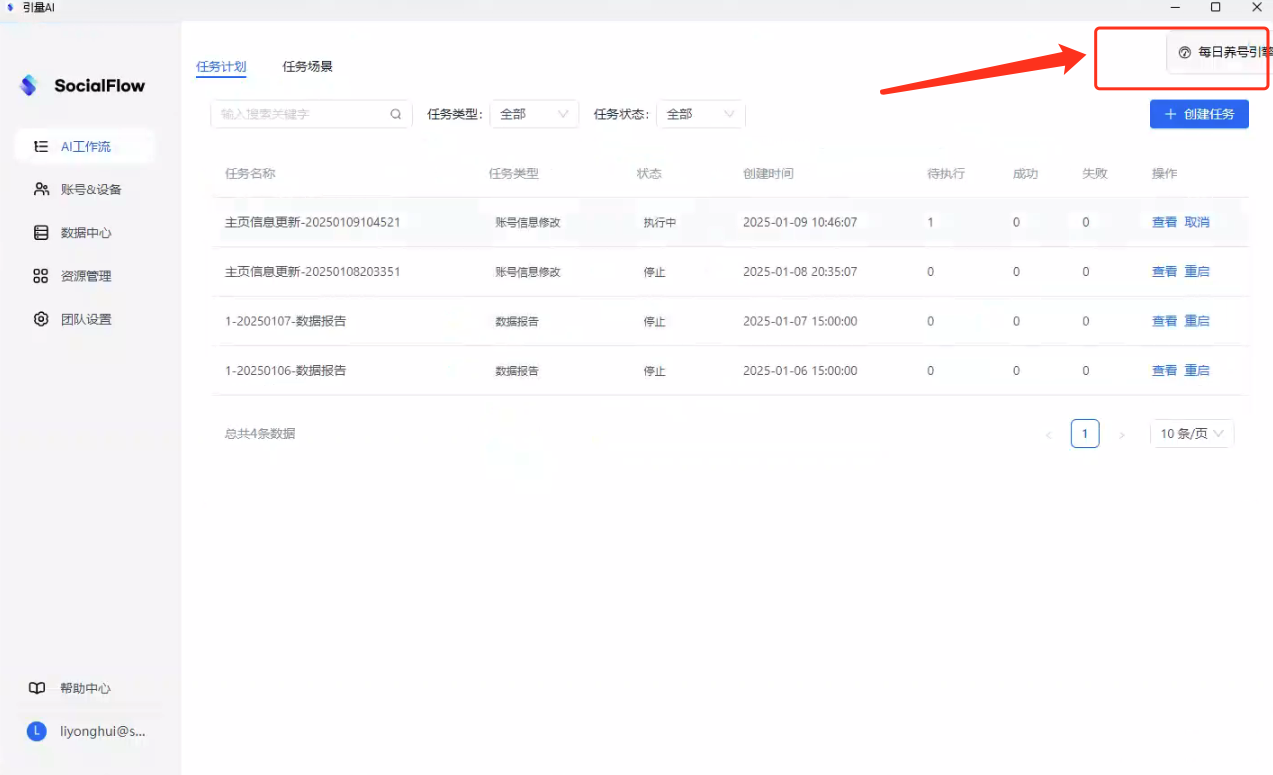 引量AI
每日养号引擎
SocialFlow
任务计划 任务场景
输入搜索关键字 任务类型: 全部 任务状态: 全部 + 创建任务
AI工作流
账号&设备
数据中心
资源管理
团队设置
任务名称 任务类型 状态 创建时间 待执行 成功 失败 操作
主页信息更新-20250109104521 账号信息修改 执行中 2025-01-09 10:46:07 1 0 0 查看 取消
主页信息更新-20250108203351 账号信息修改 停止 2025-01-08 20:35:07 0 0 0 查看 重启
1-20250107-数据报告 数据报告 停止 2025-01-07 15:00:00 0 0 0 查看 重启
1-20250106-数据报告 数据报告 停止 2025-01-06 15:00:00 0 0 0 查看 重启
总共4条数据 < 1 > 10 条/页
帮助中心
L liyonghui@s...